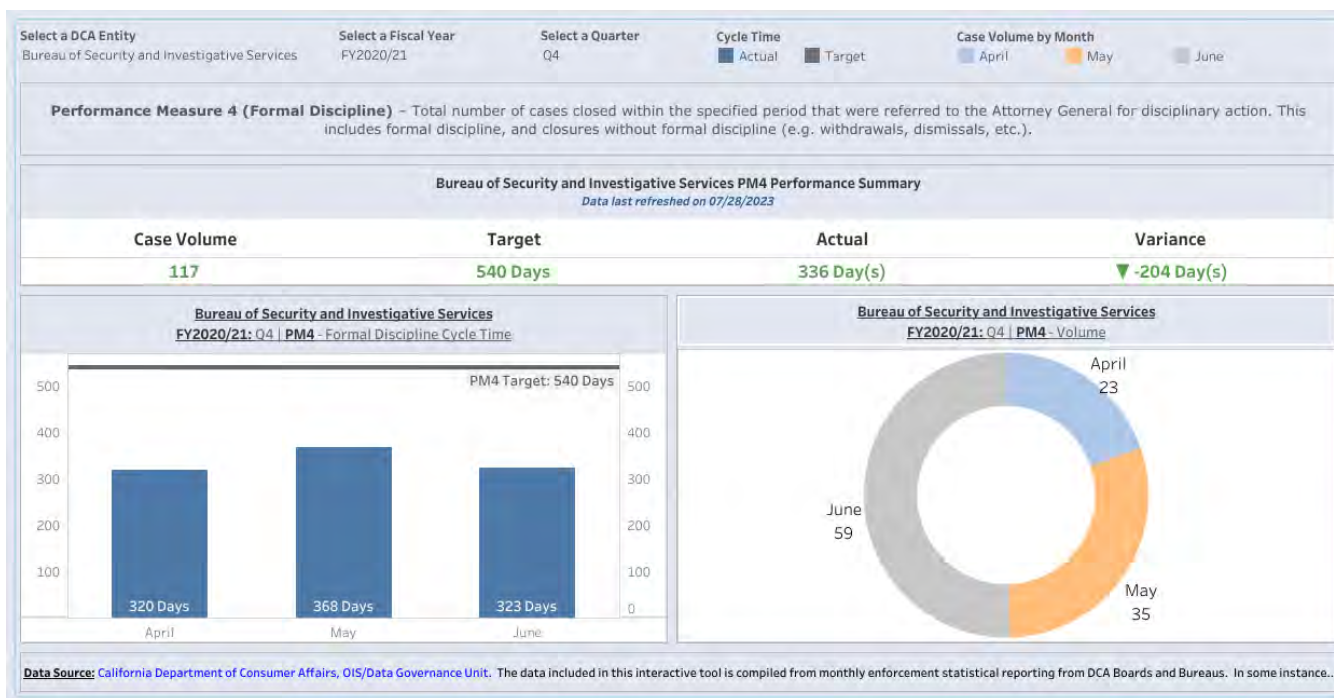 Select a DCA Entity Select a Fiscal Year Select a Quarter Cycle Time Case Volume by Month
Bureau of Security and Investigative Services FY2020/21 Q4 Actual Target April May June
Performance Measure 4 (Formal Discipline) – Total number of cases closed within the specified period that were referred to the Attorney General for disciplinary action. This
includes formal discipline, and closures without formal discipline (e.g. withdrawals, dismissals, etc.).
Bureau of Security and Investigative Services PM4 Performance Summary
Data last refreshed on 07/28/2023
Case Volume Target Actual Variance
117 540 Days 336 Day(s) ▼ -204 Day(s)
Bureau of Security and Investigative Services
FY2020/21: Q4 | PM4 - Formal Discipline Cycle Time
PM4 Target: 540 Days
500 500
400 400
300 300
200 200
100 100
0
320 Days 368 Days 323 Days
April May June
Bureau of Security and Investigative Services
FY2020/21: Q4 | PM4 - Volume
April
23
June
59
May
35
Data Source: California Department of Consumer Affairs, OIS/Data Governance Unit. The data included in this interactive tool is compiled from monthly enforcement statistical reporting from DCA Boards and Bureaus. In some instance...